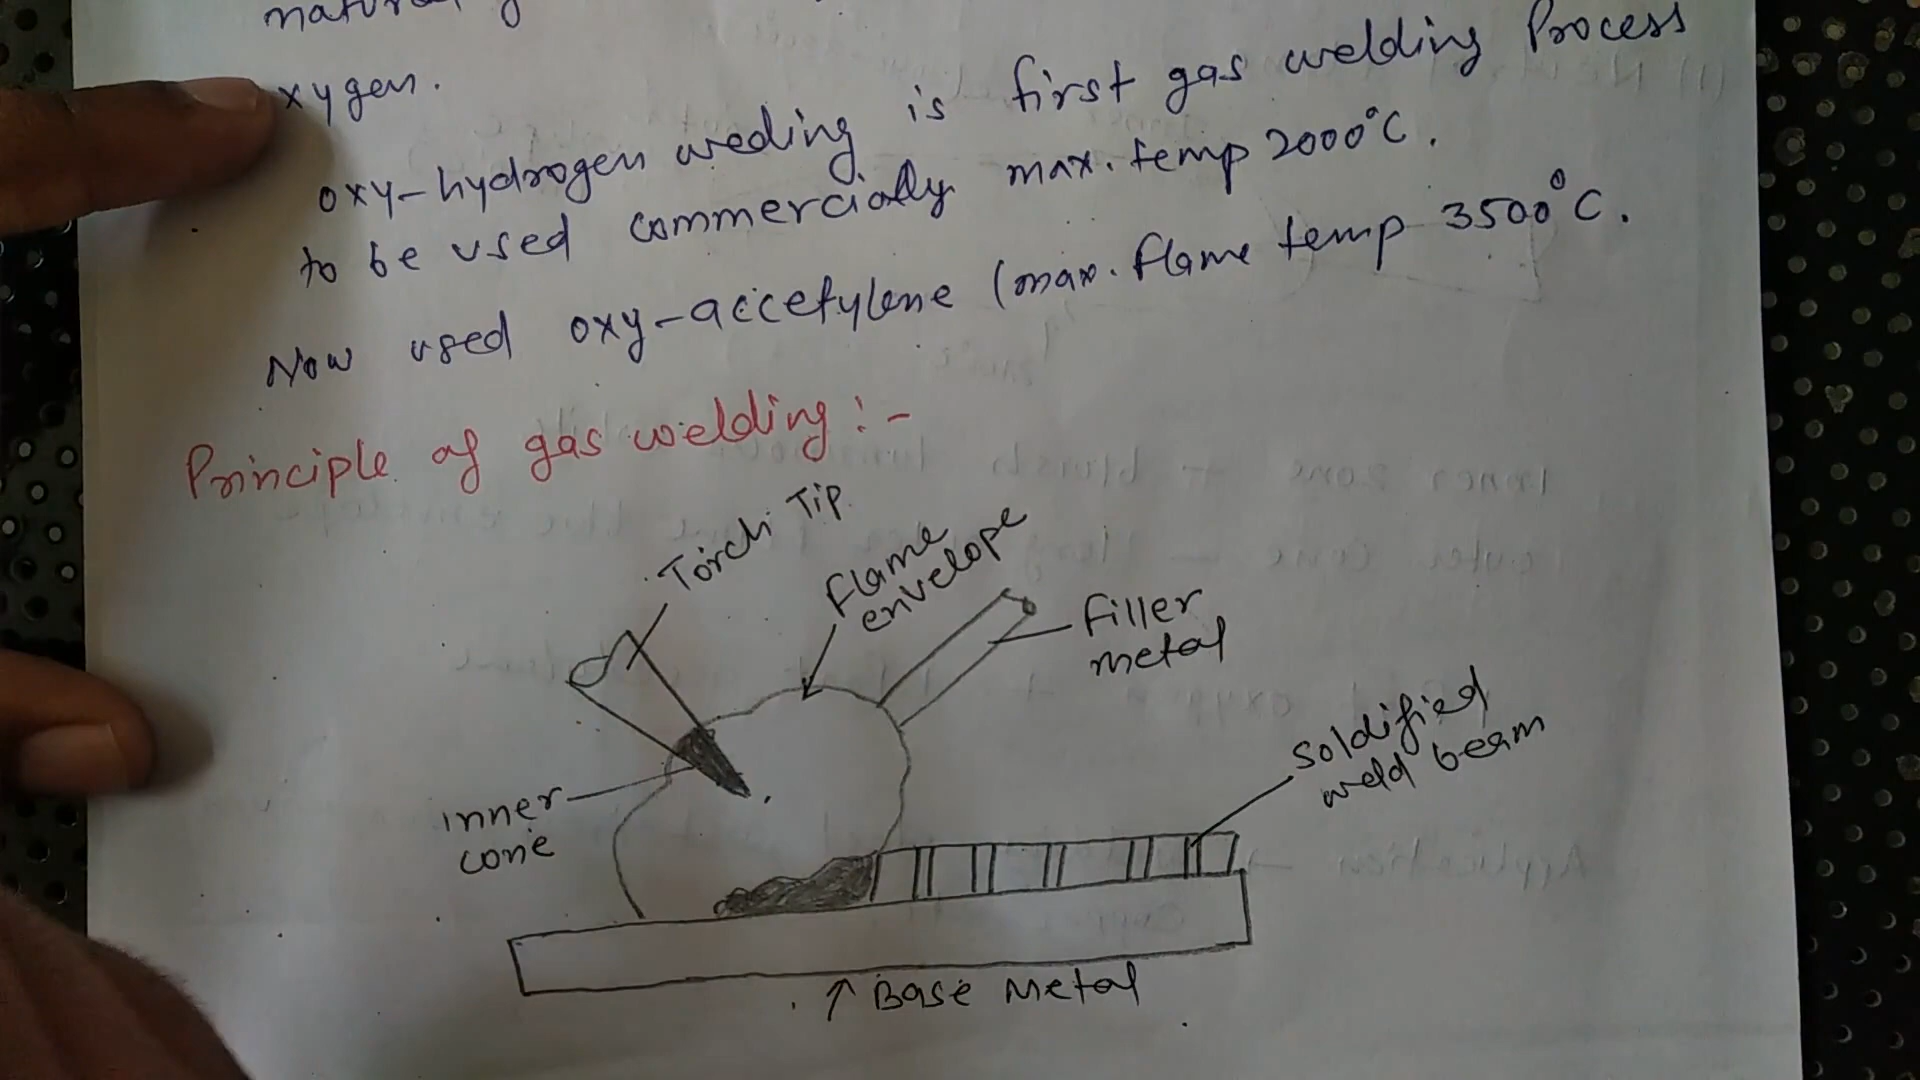 xygen.
oxy-hydrogen weding is first gas welding Process
to be used commercially max. temp 2000°C.
Now used oxy-accetylene (max. flame temp 3500°C.
Principle of gas welding :-
Torch Tip
Flame
envelope
Filler
metal
Soldified
weld beam
inner
cone
↑ Base Metal